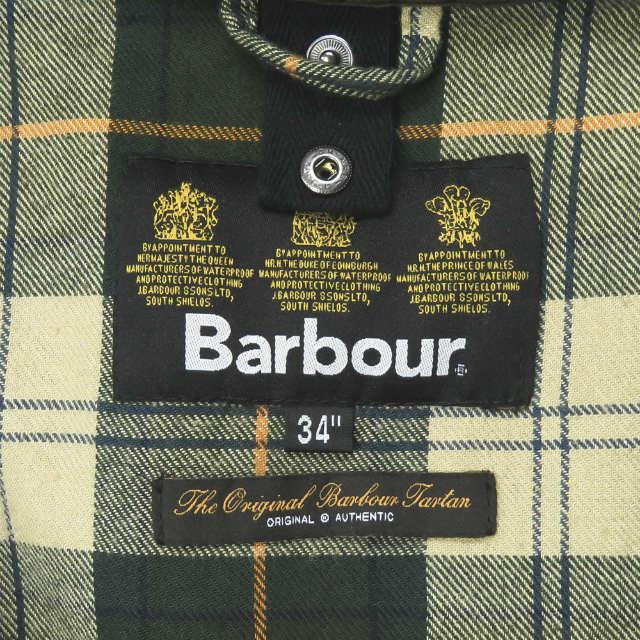 BY APPOINTMENT TO
HER MAJESTY THE QUEEN
MANUFACTURERS OF WATERPROOF
AND PROTECTIVE CLOTHING
J.BARBOUR & SONS LTD,
SOUTH SHIELDS.
BY APPOINTMENT TO
H.R.H. THE DUKE OF EDINBURGH
MANUFACTURERS OF WATERPROOF
AND PROTECTIVE CLOTHING
J.BARBOUR & SONS LTD,
SOUTH SHIELDS.
BY APPOINTMENT TO
H.R.H. THE PRINCE OF WALES
MANUFACTURERS OF WATERPROOF
AND PROTECTIVE CLOTHING
J.BARBOUR & SONS LTD,
SOUTH SHIELDS.
Barbour
34"
The Original Barbour Tartan
ORIGINAL ® AUTHENTIC